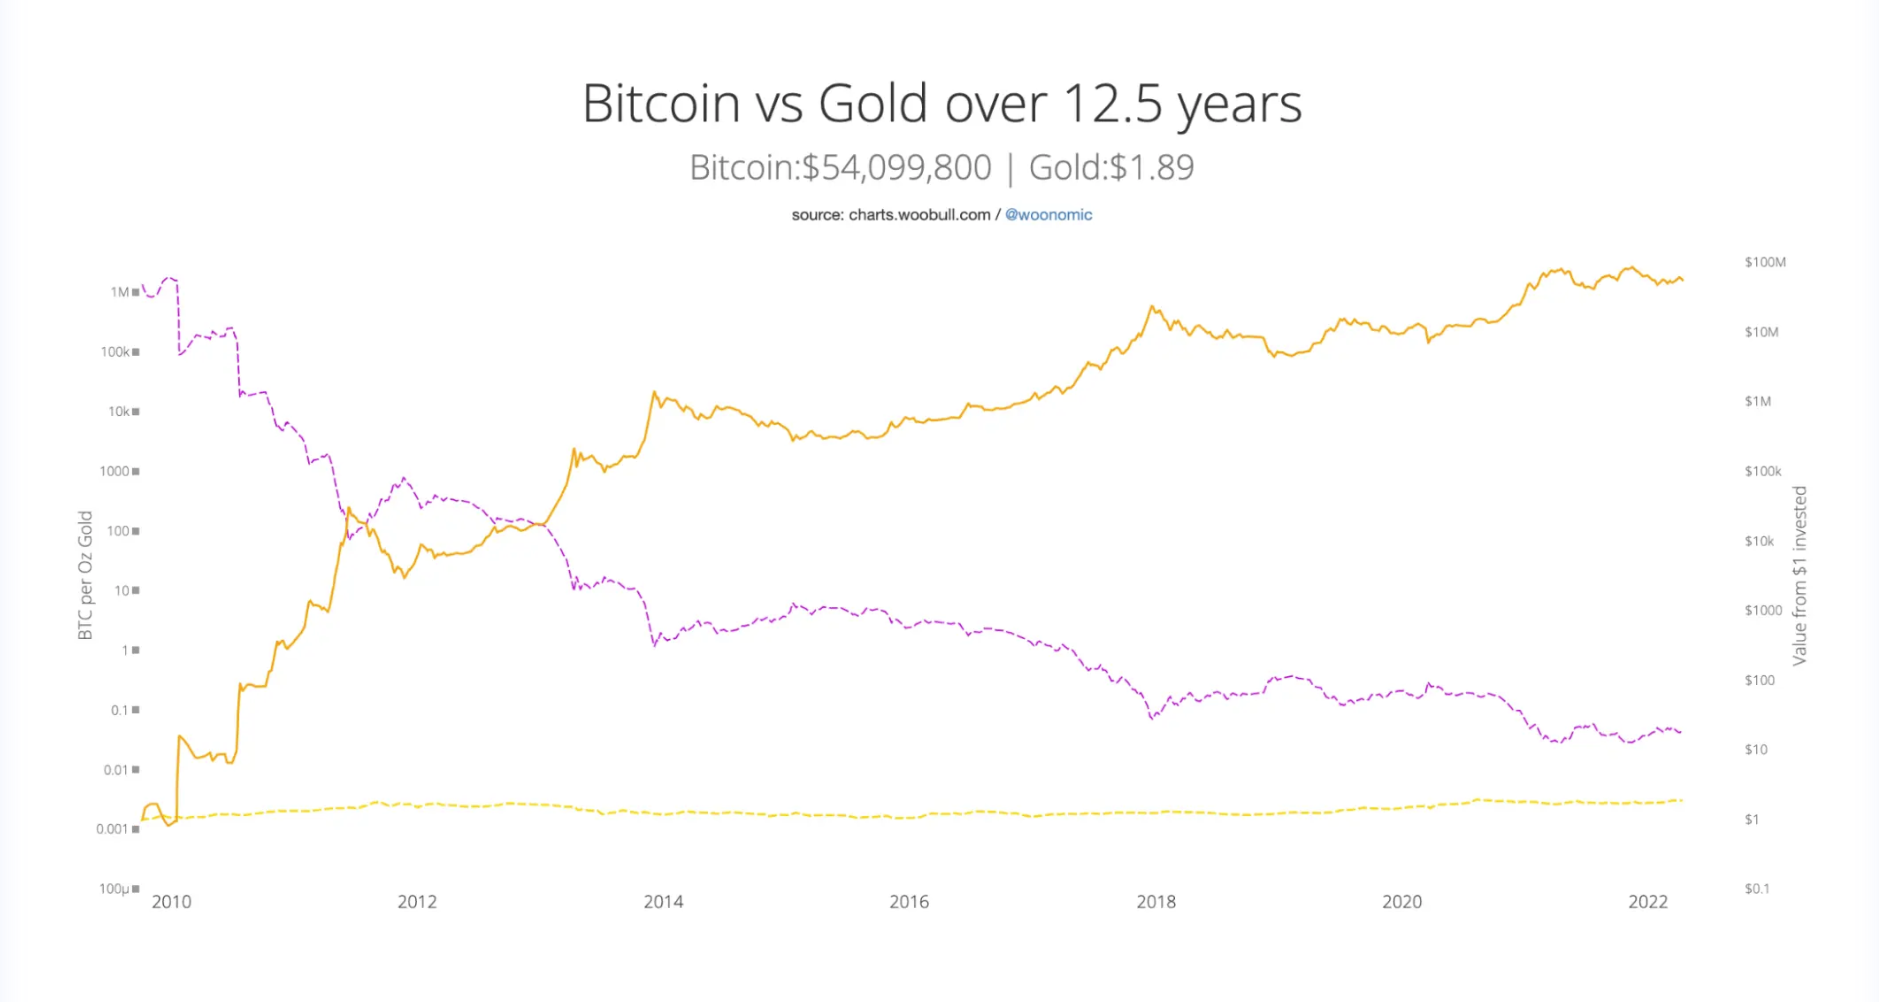 Bitcoin vs Gold over 12.5 years
Bitcoin:$54,099,800 | Gold:$1.89
source: charts.woobull.com / @woonomic
BTC per Oz Gold
1M
100k
10k
1000
100
10
1
0.1
0.01
0.001
100µ
$100M
$10M
$1M
$100k
$10k
$1000
$100
$10
$1
$0.1
Value from $1 invested
2010 2012 2014 2016 2018 2020 2022